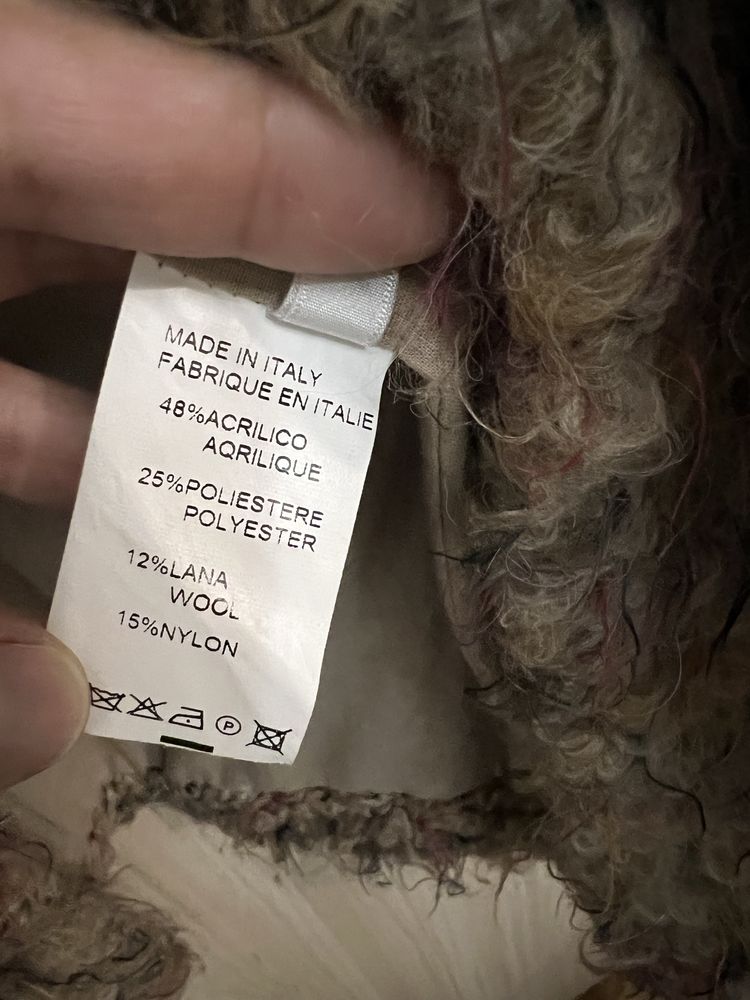 MADE IN ITALY
FABRIQUE EN ITALIE
48%ACRILICO
AQRILIQUE
25%POLIESTERE
POLYESTER
12%LANA
WOOL
15%NYLON
P